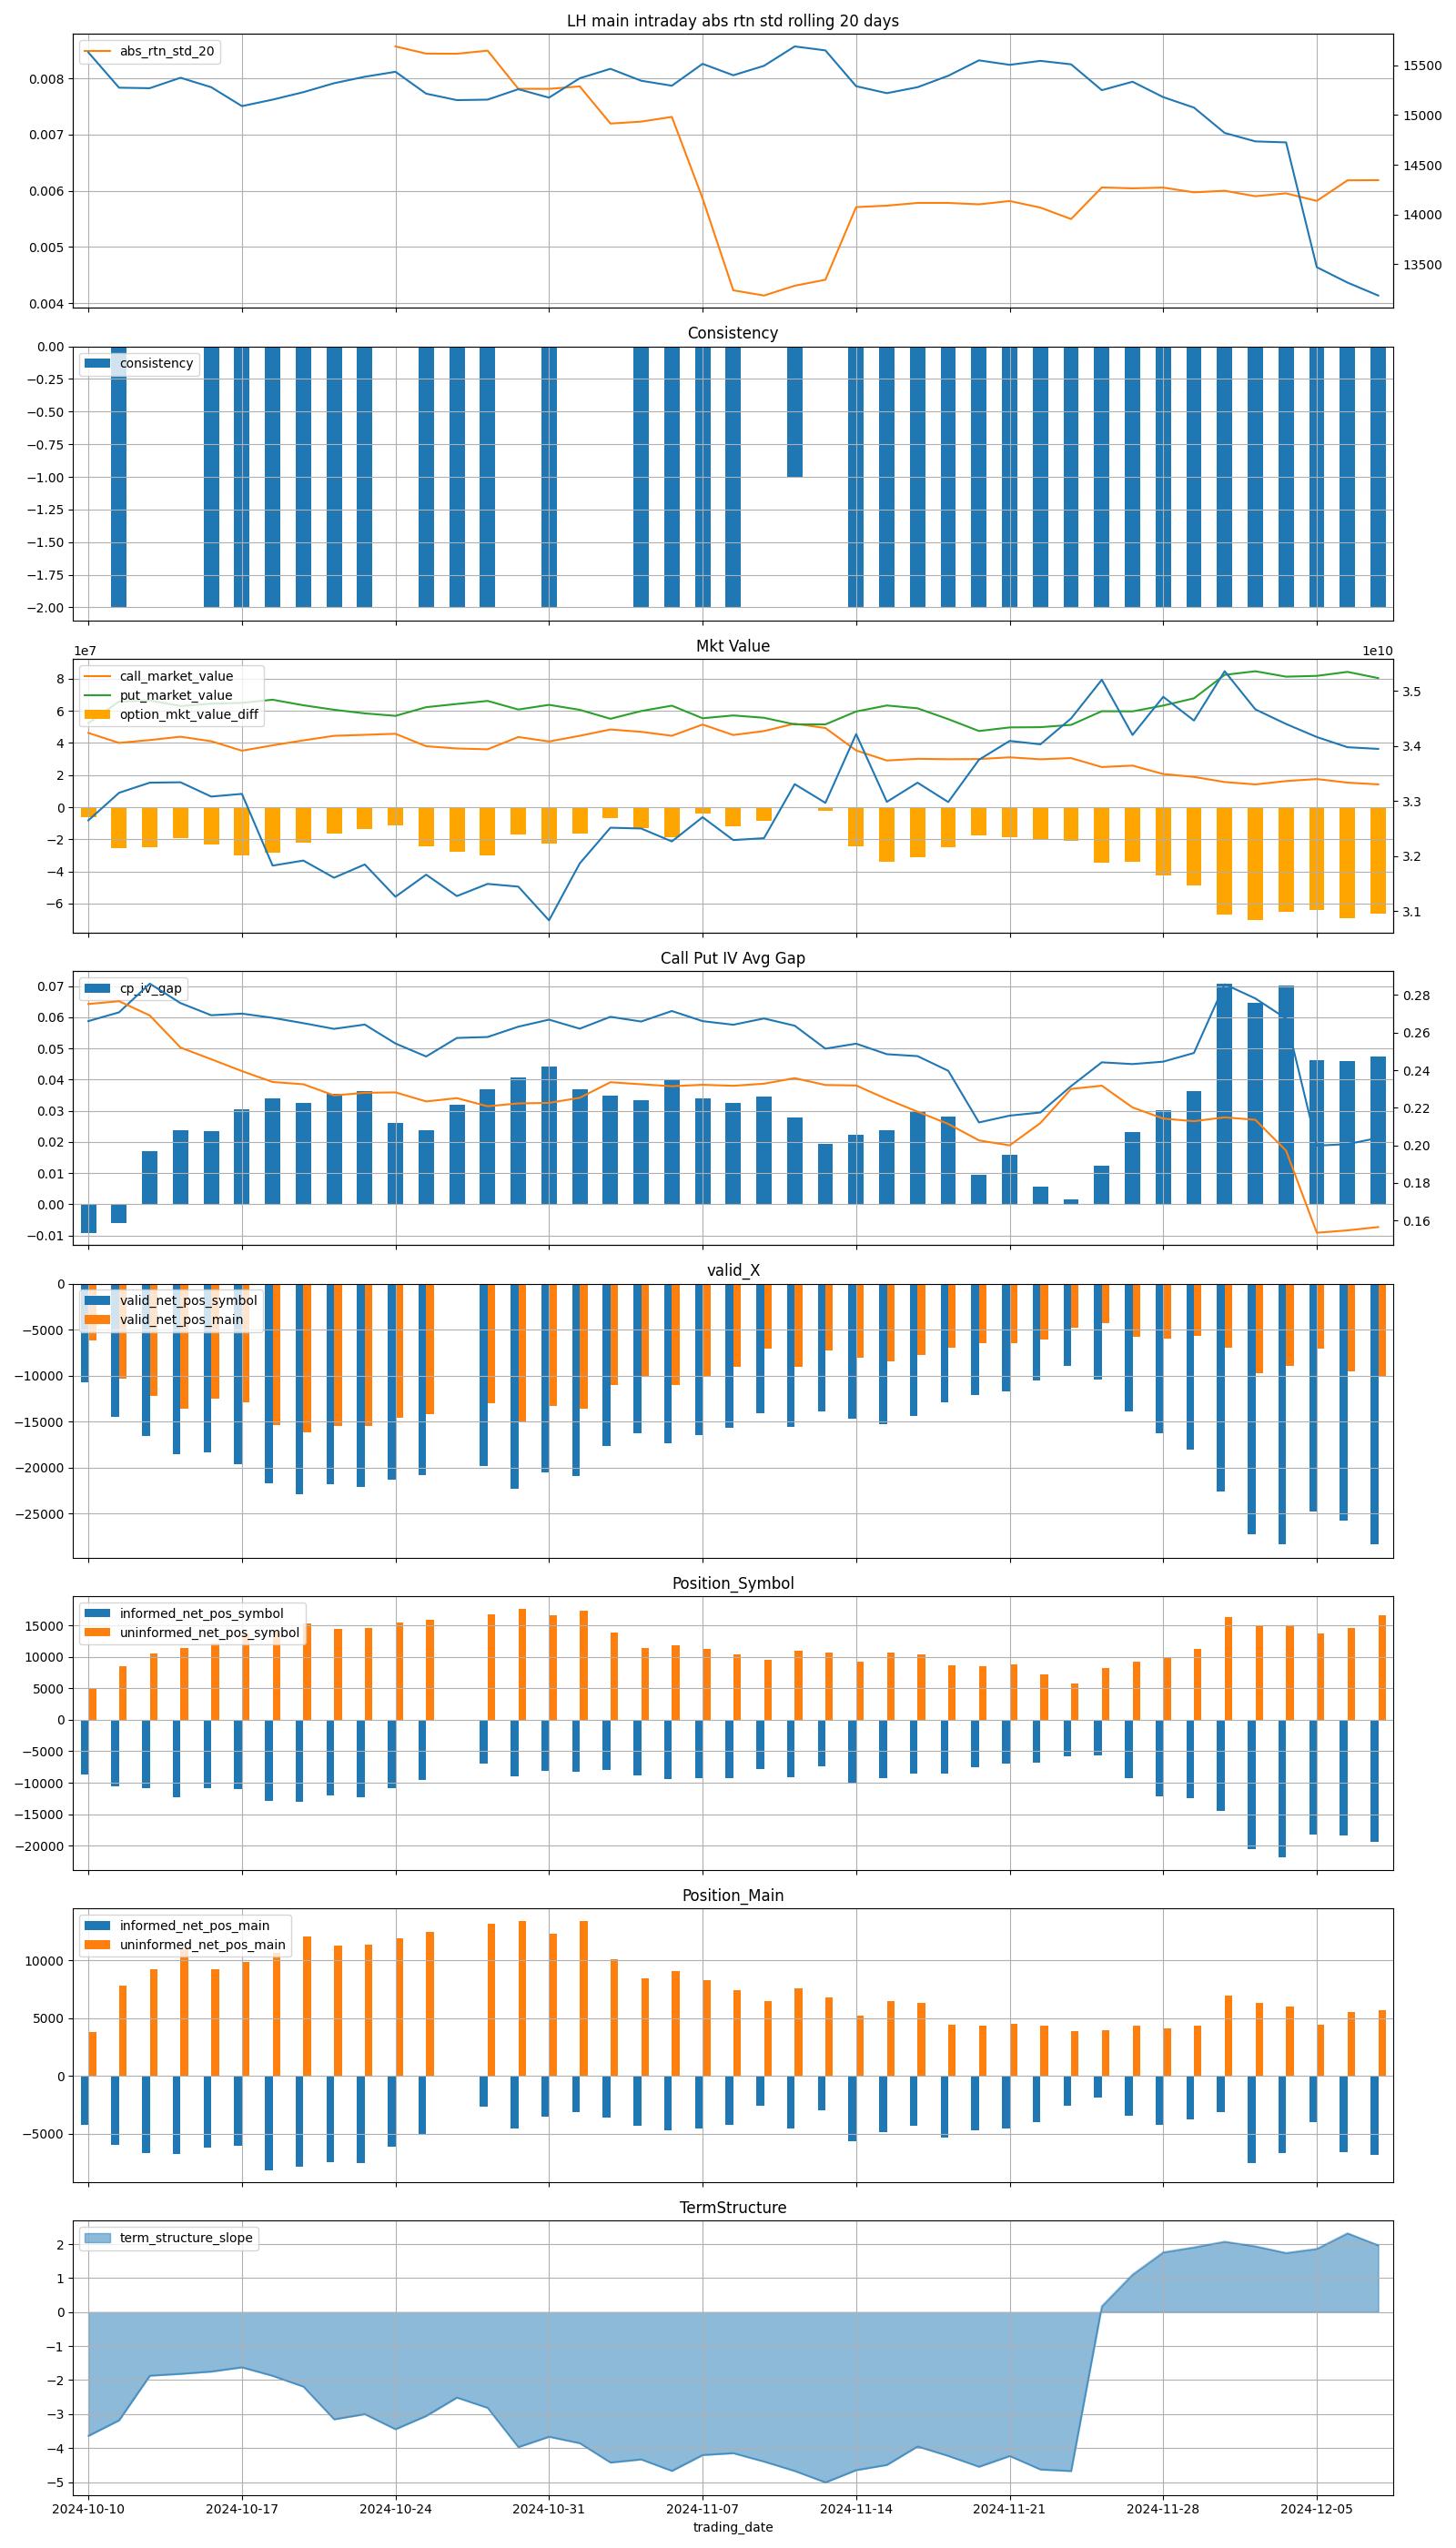 LH main intraday abs rtn std rolling 20 days
abs_rtn_std_20
0.008
0.007
0.006
0.005
0.004
15500
15000
14500
14000
13500
Consistency
consistency
0.00
−0.25
−0.50
−0.75
−1.00
−1.25
−1.50
−1.75
−2.00
Mkt Value
1e7
1e10
call_market_value
put_market_value
option_mkt_value_diff
8
6
4
2
0
−2
−4
−6
3.5
3.4
3.3
3.2
3.1
Call Put IV Avg Gap
cp_iv_gap
0.07
0.06
0.05
0.04
0.03
0.02
0.01
0.00
−0.01
0.28
0.26
0.24
0.22
0.20
0.18
0.16
valid_X
valid_net_pos_symbol
valid_net_pos_main
0
−5000
−10000
−15000
−20000
−25000
Position_Symbol
informed_net_pos_symbol
uninformed_net_pos_symbol
15000
10000
5000
0
−5000
−10000
−15000
−20000
Position_Main
informed_net_pos_main
uninformed_net_pos_main
10000
5000
0
−5000
TermStructure
term_structure_slope
2
1
0
−1
−2
−3
−4
−5
2024-10-10 2024-10-17 2024-10-24 2024-10-31 2024-11-07 2024-11-14 2024-11-21 2024-11-28 2024-12-05
trading_date